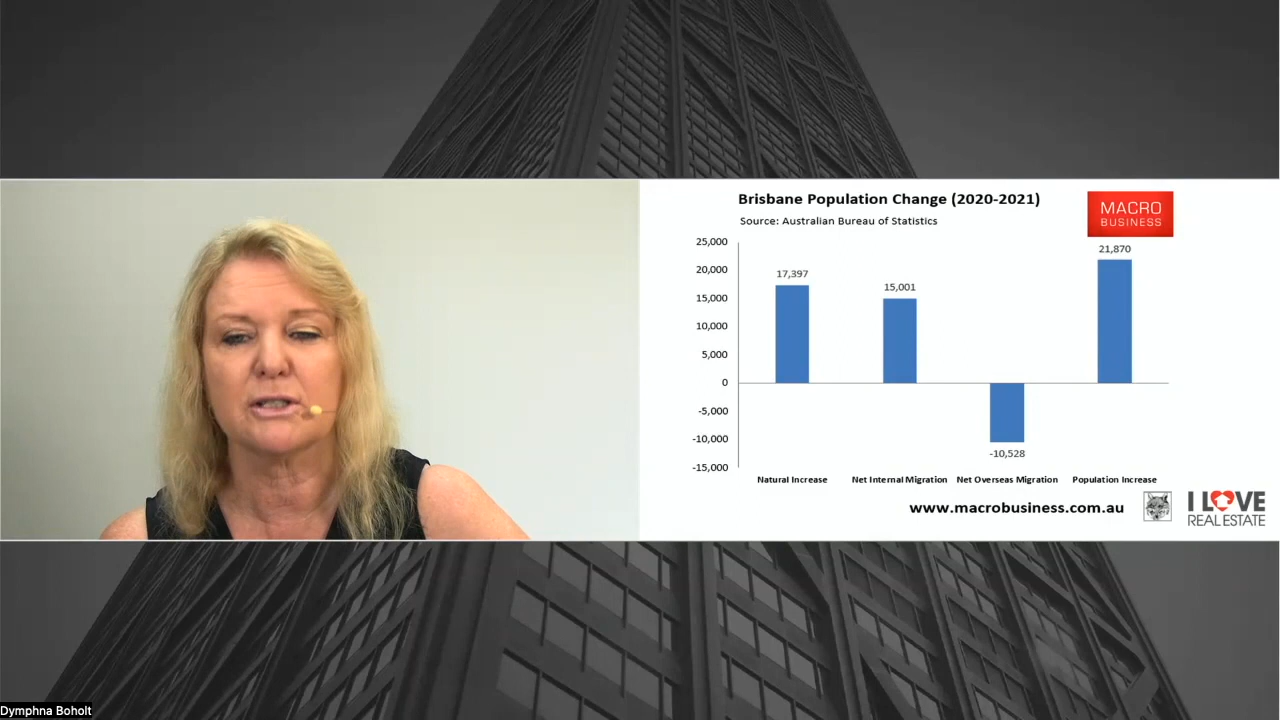 Brisbane Population Change (2020-2021)
Source: Australian Bureau of Statistics
MACRO
BUSINESS
25,000
20,000
15,000
10,000
5,000
0
-5,000
-10,000
-15,000
17,397
15,001
-10,528
21,870
Natural Increase
Net Internal Migration
Net Overseas Migration
Population Increase
www.macrobusiness.com.au
I LOVE
REAL ESTATE
Dymphna Boholt